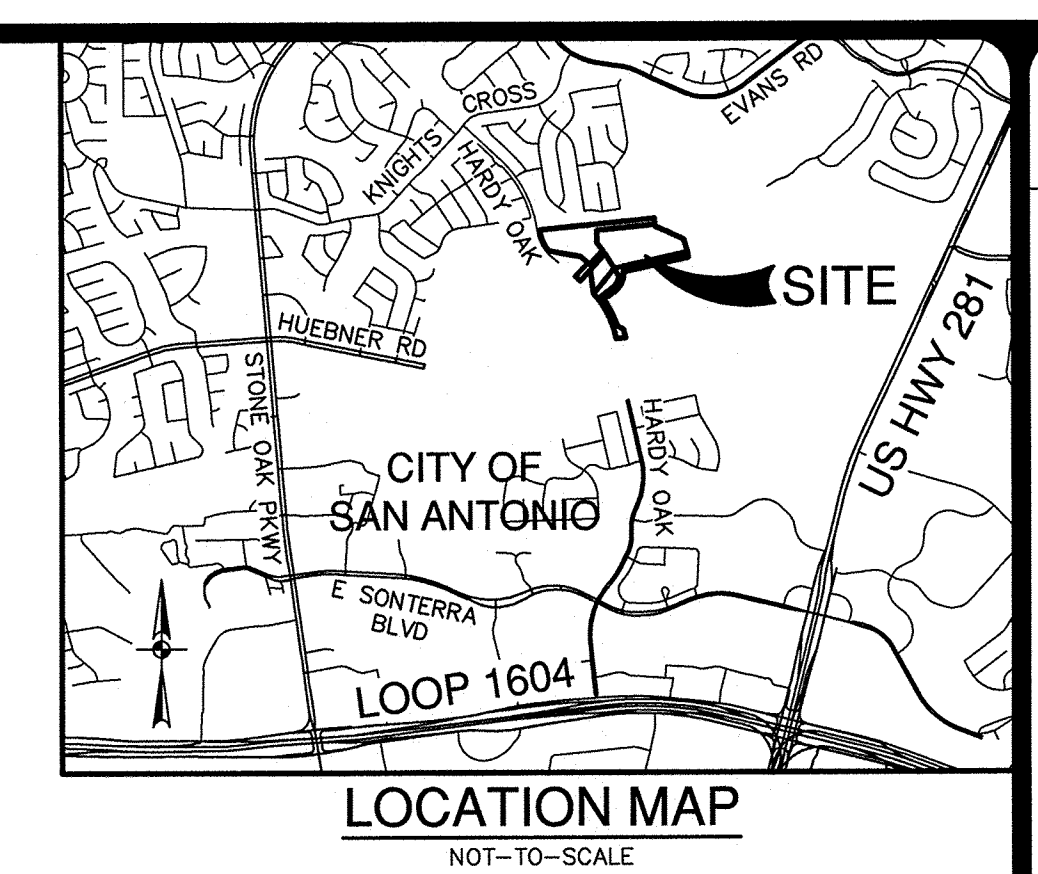 CROSS
EVANS RD
KNIGHTS
HARDY OAK
SITE
HUEBNER RD
US HWY 281
STONE OAK PKWY
HARDY OAK
CITY OF
SAN ANTONIO
E SONTERRA
BLVD
LOOP 1604
LOCATION MAP
NOT-TO-SCALE